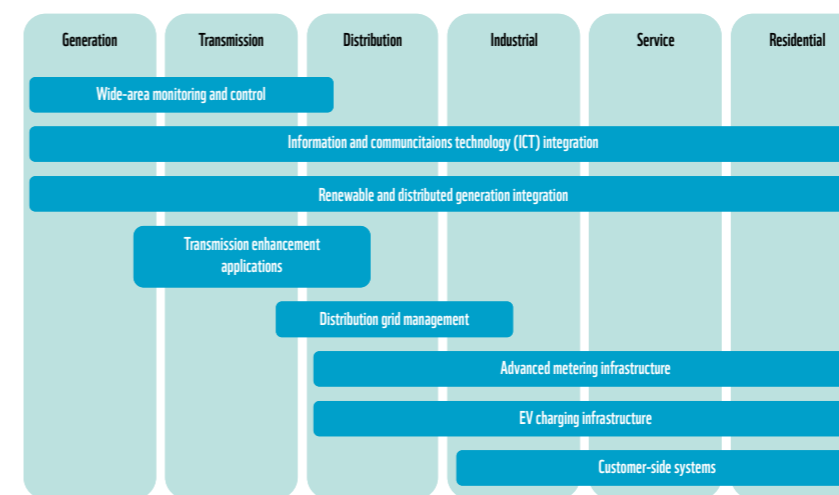 Generation Transmission Distribution Industrial Service Residential
Wide-area monitoring and control
Information and communcitaions technology (ICT) integration
Renewable and distributed generation integration
Transmission enhancement
applications
Distribution grid management
Advanced metering infrastructure
EV charging infrastructure
Customer-side systems